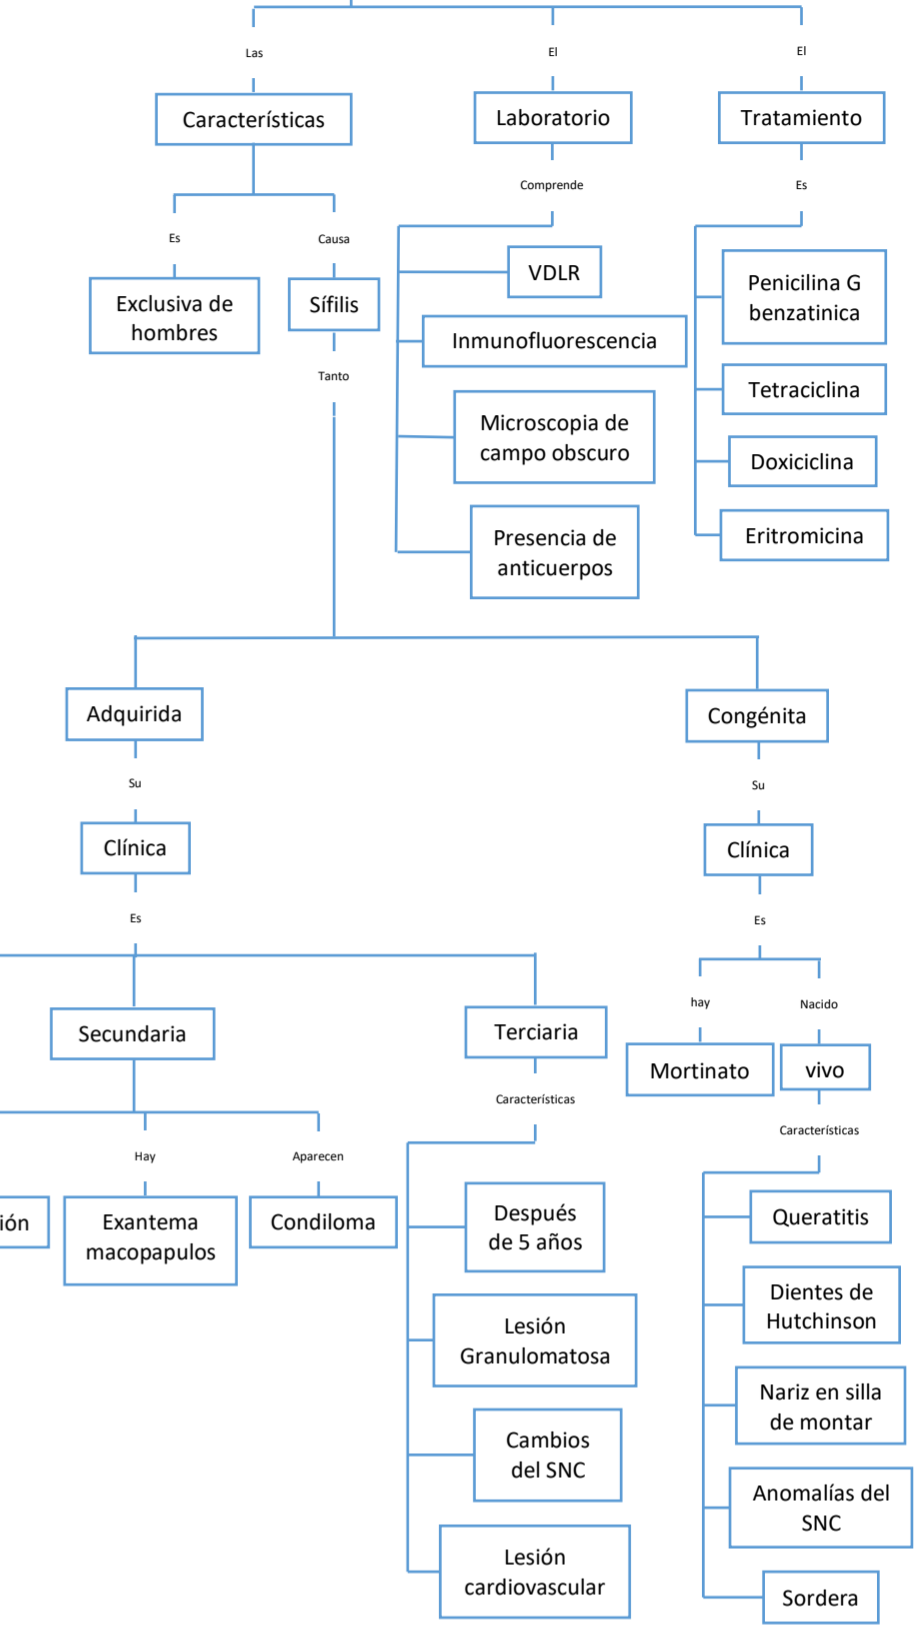 Las
Características
Es
Exclusiva de
hombres
Causa
Sífilis
Tanto
El
Laboratorio
Comprende
VDLR
Inmunofluorescencia
Microscopia de
campo obscuro
Presencia de
anticuerpos
El
Tratamiento
Es
Penicilina G
benzatinica
Tetraciclina
Doxiciclina
Eritromicina
Adquirida
Su
Clínica
Es
Secundaria
ión
Hay
Exantema
macopapulos
Aparecen
Condiloma
Terciaria
Características
Después
de 5 años
Lesión
Granulomatosa
Cambios
del SNC
Lesión
cardiovascular
Congénita
Su
Clínica
Es
hay
Mortinato
Nacido
vivo
Características
Queratitis
Dientes de
Hutchinson
Nariz en silla
de montar
Anomalías del
SNC
Sordera